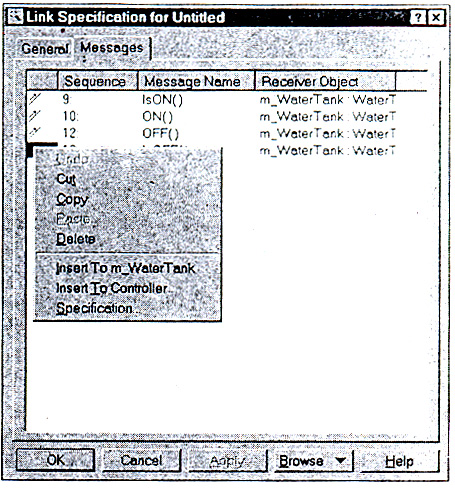 Link Specification for Untitled
General Messages
Sequence Message Name Receiver Object
9: IsON() m_WaterTank : WaterT
10: ON() m_WaterTank : WaterT
12: OFF() m_WaterTank : WaterT
m_WaterTank : WaterT
Undo
Cut
Copy
Paste
Delete
Insert To m_WaterTank
Insert To Controller...
Specification...
OK Cancel Apply Browse Help